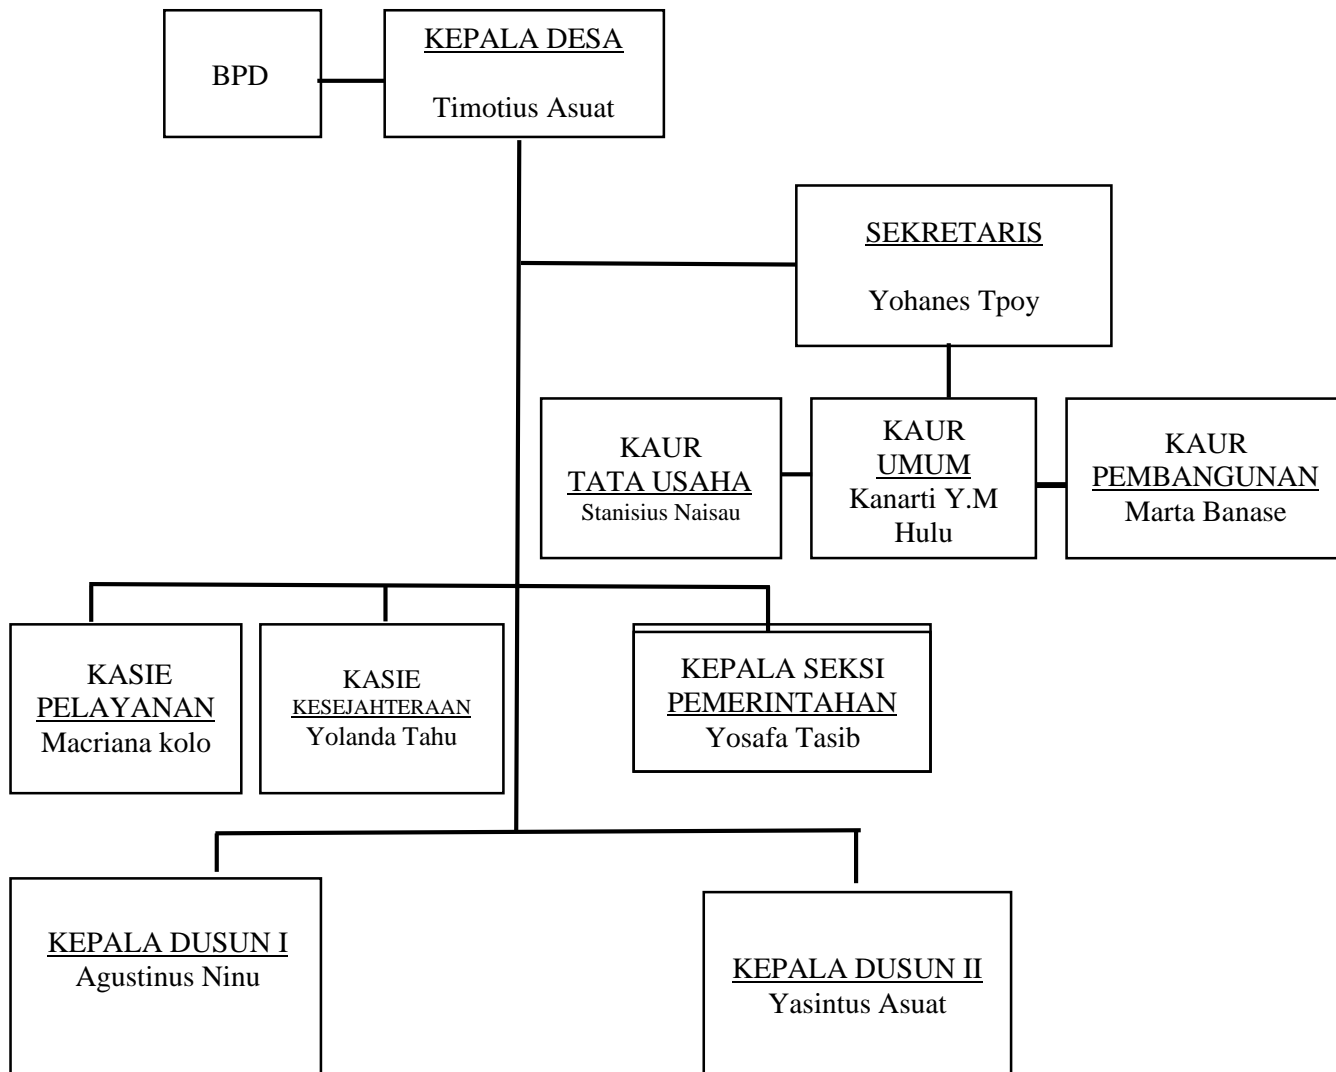 BPD
KEPALA DESA
Timotius Asuat
SEKRETARIS
Yohanes Tpoy
KAUR
TATA USAHA
Stanisius Naisau
KAUR
UMUM
Kanarti Y.M
Hulu
KAUR
PEMBANGUNAN
Marta Banase
KASIE
PELAYANAN
Macriana kolo
KASIE
KESEJAHTERAAN
Yolanda Tahu
KEPALA SEKSI
PEMERINTAHAN
Yosafa Tasib
KEPALA DUSUN I
Agustinus Ninu
KEPALA DUSUN II
Yasintus Asuat